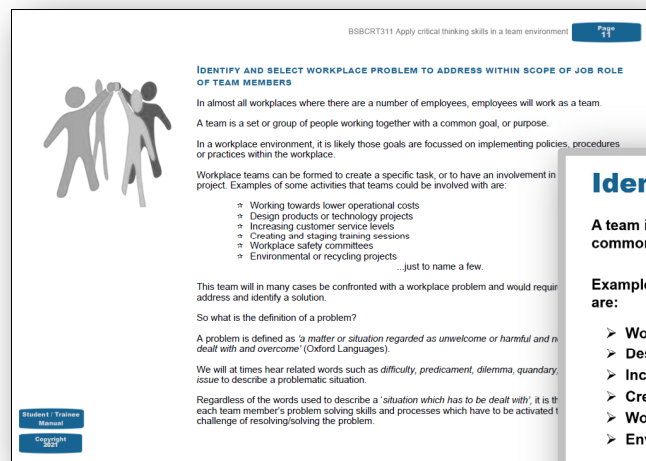 BSBCRT311 Apply critical thinking skills in a team environment
Page
11
IDENTIFY AND SELECT WORKPLACE PROBLEM TO ADDRESS WITHIN SCOPE OF JOB ROLE
OF TEAM MEMBERS
In almost all workplaces where there are a number of employees, employees will work as a team.
A team is a set or group of people working together with a common goal, or purpose.
In a workplace environment, it is likely those goals are focussed on implementing policies, procedures
or practices within the workplace.
Workplace teams can be formed to create a specific task, or to have an involvement in
project. Examples of some activities that teams could be involved with are:
☆ Working towards lower operational costs
☆ Design products or technology projects
☆ Increasing customer service levels
☆ Creating and staging training sessions
☆ Workplace safety committees
☆ Environmental or recycling projects
...just to name a few.
This team will in many cases be confronted with a workplace problem and would requir
address and identify a solution.
So what is the definition of a problem?
A problem is defined as 'a matter or situation regarded as unwelcome or harmful and n
dealt with and overcome' (Oxford Languages).
We will at times hear related words such as difficulty, predicament, dilemma, quandary,
issue to describe a problematic situation.
Regardless of the words used to describe a 'situation which has to be dealt with', it is th
each team member's problem solving skills and processes which have to be activated t
challenge of resolving/solving the problem.
Student / Trainee
Manual
Copyright
2021
Iden
A team i
common
Example
are:
➢ Wo
➢ Des
➢ Inc
➢ Cre
➢ Wo
➢ Env